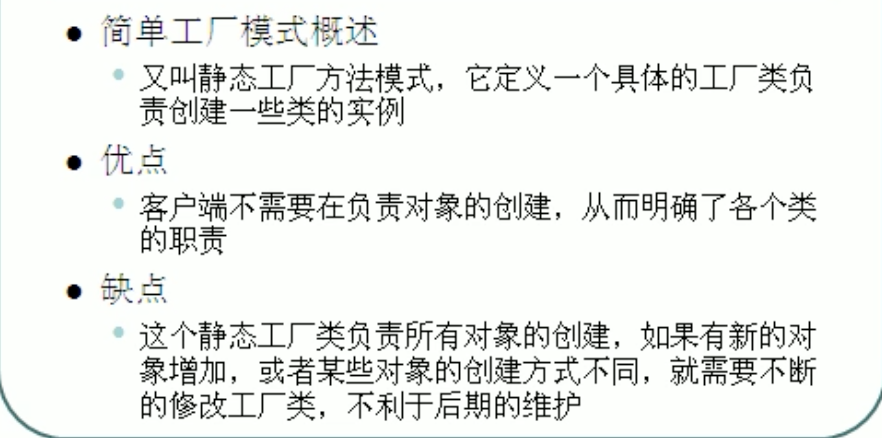 简单工厂模式概述
又叫静态工厂方法模式，它定义一个具体的工厂类负
责创建一些类的实例
优点
客户端不需要在负责对象的创建，从而明确了各个类
的职责
缺点
这个静态工厂类负责所有对象的创建，如果有新的对
象增加，或者某些对象的创建方式不同，就需要不断
的修改工厂类，不利于后期的维护